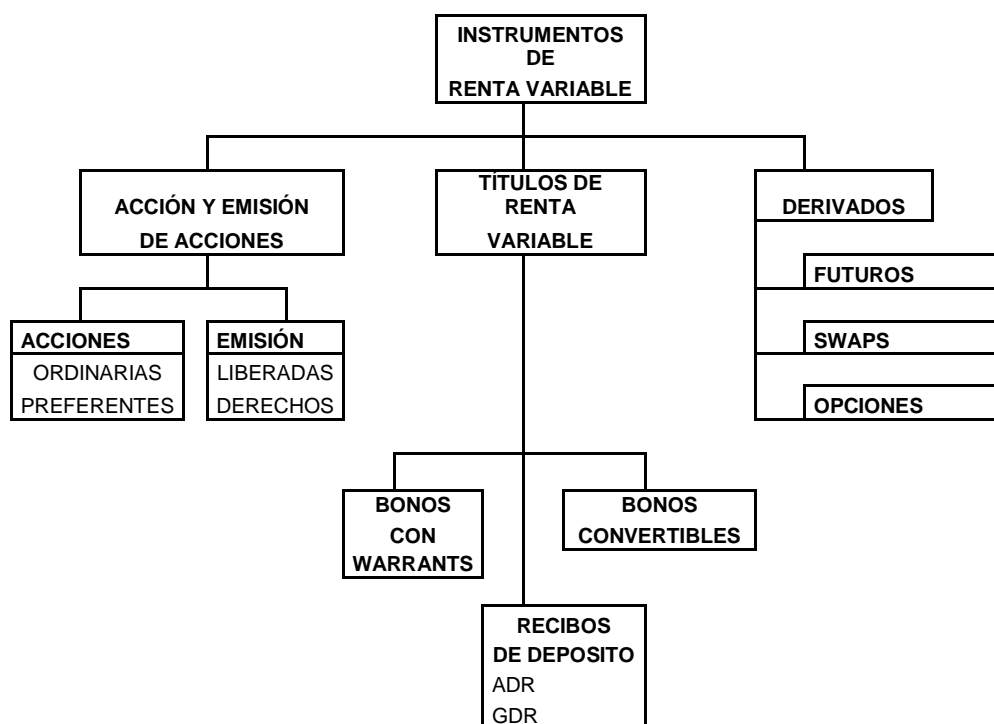 INSTRUMENTOS
DE
RENTA VARIABLE
ACCIÓN Y EMISIÓN
DE ACCIONES
TÍTULOS DE
RENTA
VARIABLE
DERIVADOS
FUTUROS
SWAPS
OPCIONES
ACCIONES
ORDINARIAS
PREFERENTES
EMISIÓN
LIBERADAS
DERECHOS
BONOS
CON
WARRANTS
BONOS
CONVERTIBLES
RECIBOS
DE DEPOSITO
ADR
GDR